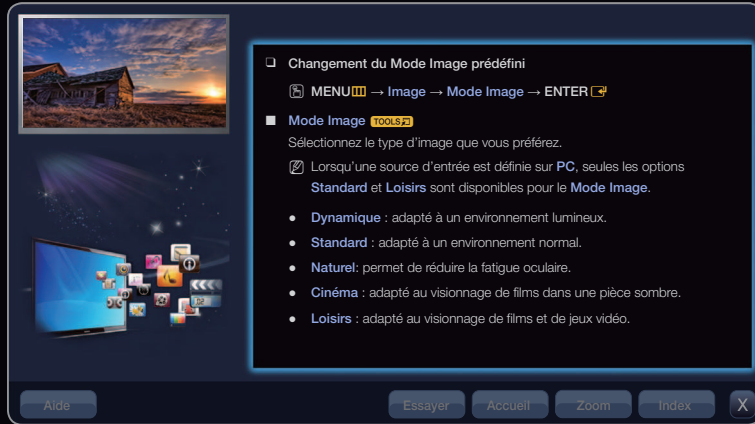 Changement du Mode Image prédéfini
MENU → Image → Mode Image → ENTER
Mode Image TOOLS
Sélectionnez le type d'image que vous préférez.
Lorsqu'une source d'entrée est définie sur PC, seules les options
Standard et Loisirs sont disponibles pour le Mode Image.
Dynamique : adapté à un environnement lumineux.
Standard : adapté à un environnement normal.
Naturel: permet de réduire la fatigue oculaire.
Cinéma : adapté au visionnage de films dans une pièce sombre.
Loisirs : adapté au visionnage de films et de jeux vidéo.
Aide Essayer Accueil Zoom Index X